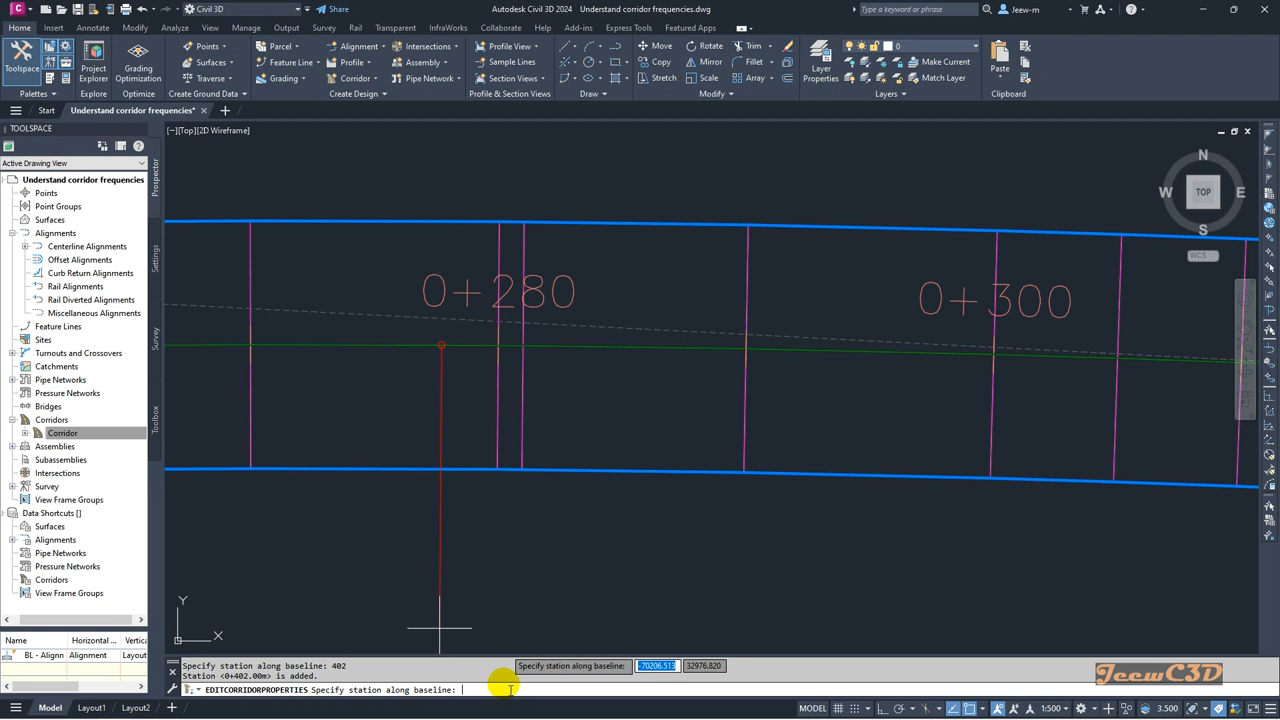 Civil 3D
Share
Autodesk Civil 3D 2024 Understand corridor frequencies.dwg
Type a keyword or phrase
Jeew-m
Home Insert Annotate Modify Analyze View Manage Output Survey Rail Transparent InfraWorks Collaborate Help Add-ins Express Tools Featured Apps
Toolspace
Project Explorer
Grading Optimization
Points
Surfaces
Traverse
Parcel
Feature Line
Grading
Alignment
Profile
Corridor
Intersections
Assembly
Pipe Network
Profile View
Sample Lines
Section Views
Move Rotate Trim
Copy Mirror Fillet
Stretch Scale Array
Layer Properties
0
Make Current
Match Layer
Paste
Palettes Explore Optimize Create Ground Data Create Design Profile & Section Views Draw Modify Layers Clipboard
Start Understand corridor frequencies*
TOOLSPACE
Active Drawing View
Understand corridor frequencies
Points
Point Groups
Surfaces
Alignments
Centerline Alignments
Offset Alignments
Curb Return Alignments
Rail Alignments
Rail Diverted Alignments
Miscellaneous Alignments
Feature Lines
Sites
Turnouts and Crossovers
Catchments
Pipe Networks
Pressure Networks
Bridges
Corridors
Corridor
Assemblies
Subassemblies
Intersections
Survey
View Frame Groups
Data Shortcuts []
Surfaces
Alignments
Pipe Networks
Pressure Networks
Corridors
View Frame Groups
Name Horizontal ... Vertica
BL - Alignn Alignment Layout
Prospector
Settings
Survey
Toolbox
[−][Top][2D Wireframe]
N
W TOP E
S
WCS
0+280
0+300
Y
X
Specify station along baseline: 402
Station <0+402.00m> is added.
Specify station along baseline: -70206.513 32976.820
EDITCORRIDORPROPERTIES Specify station along baseline:
JeewC3D
Model Layout1 Layout2
MODEL
1:500
3.500